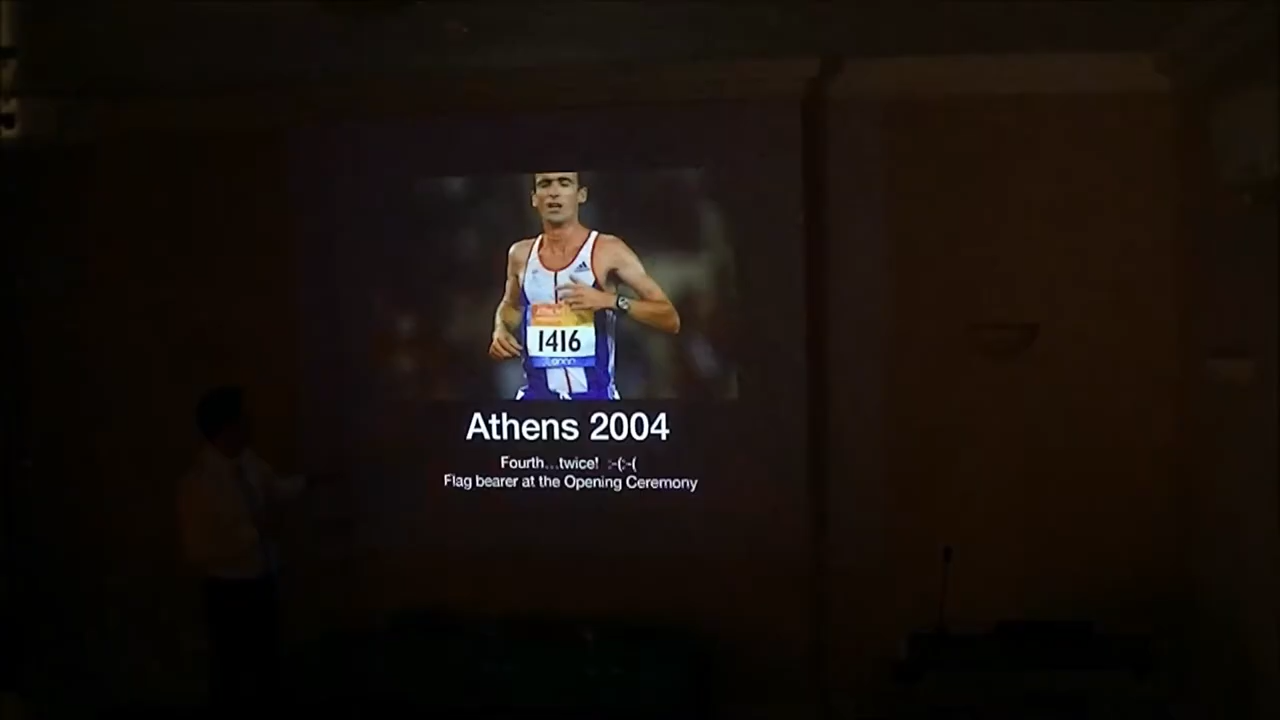 1416
Athens 2004
Fourth...twice! :-(:-(
Flag bearer at the Opening Ceremony